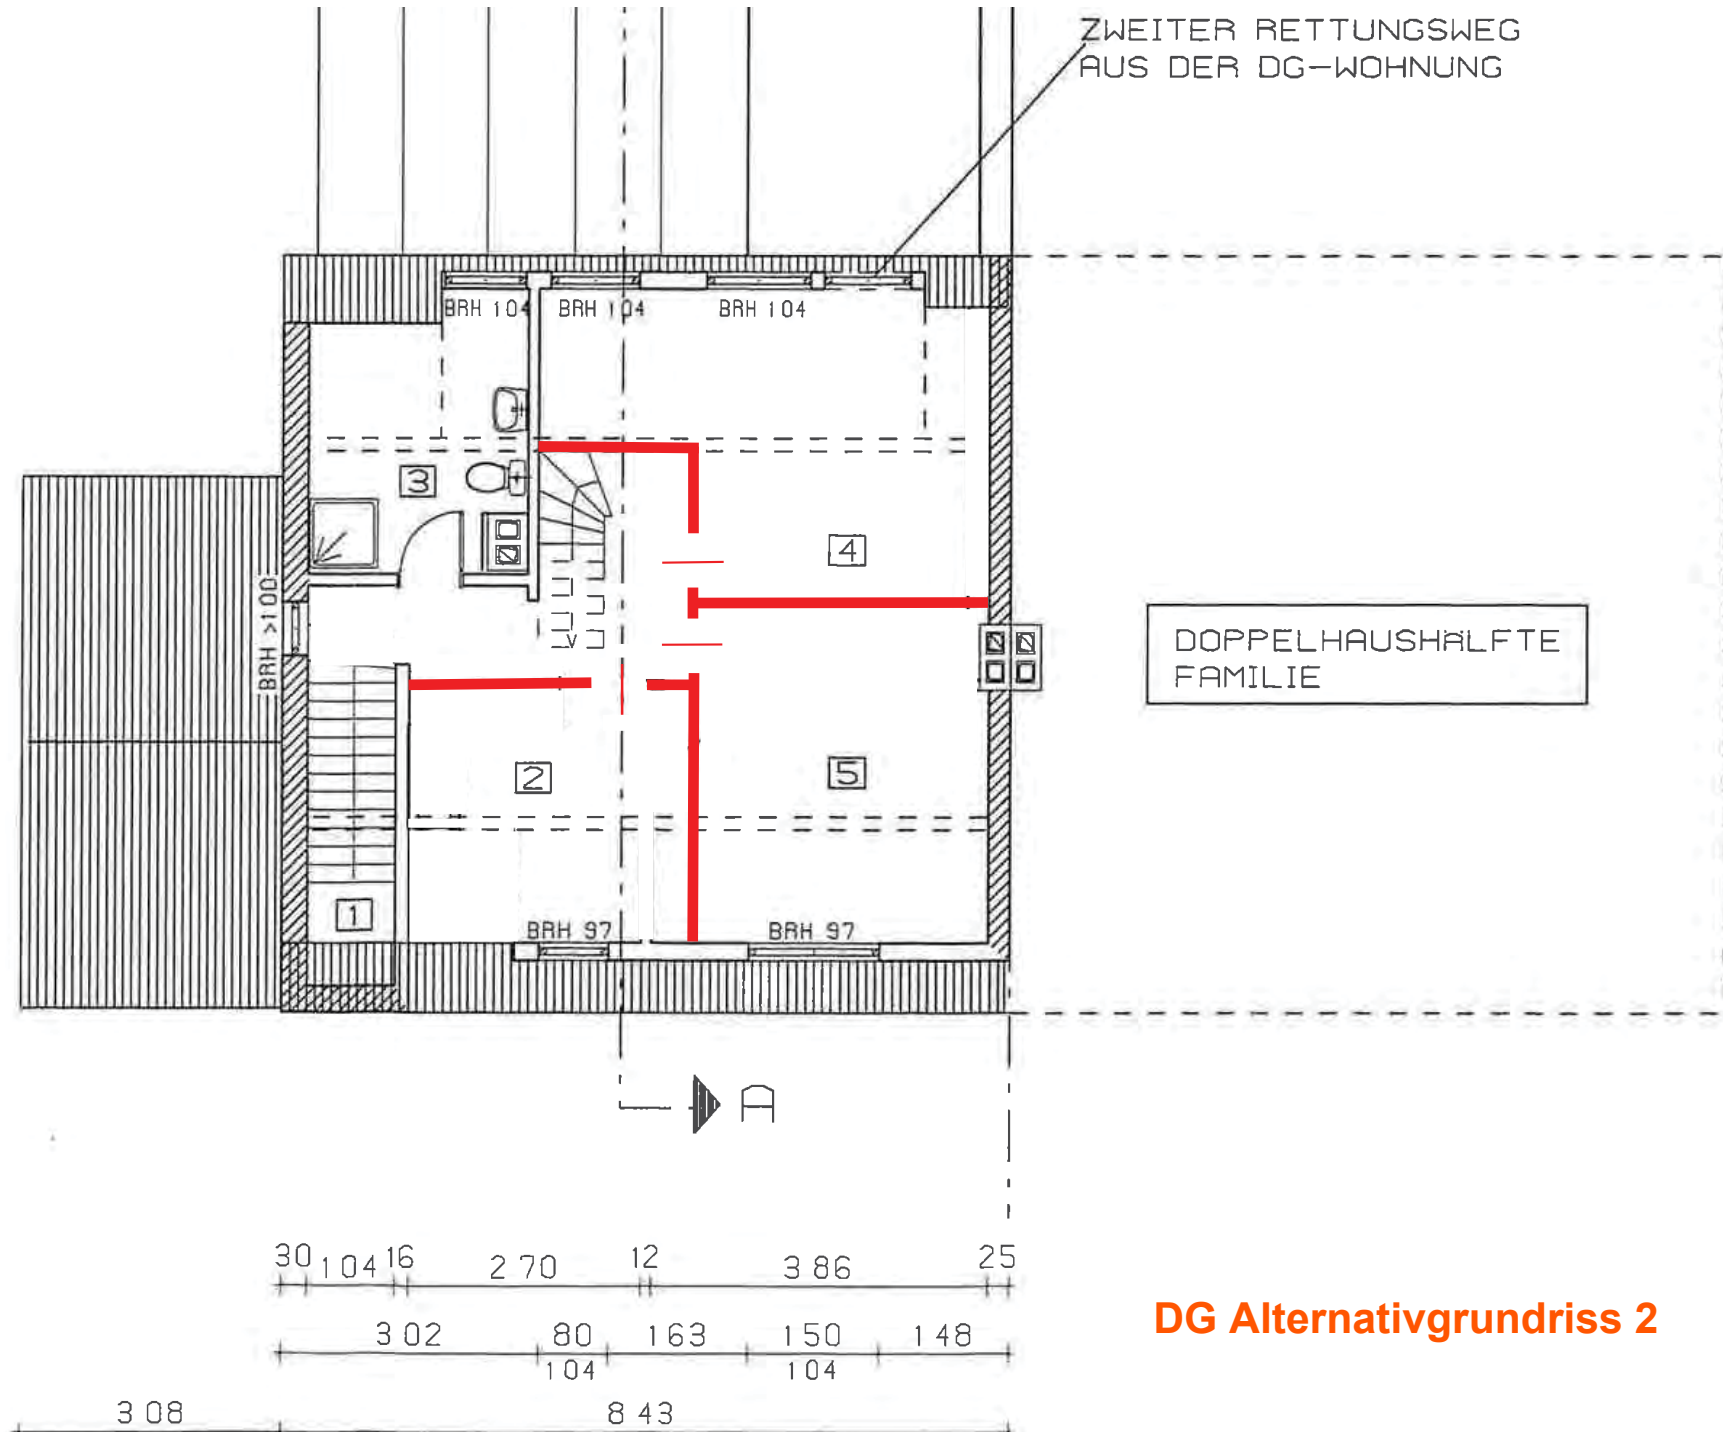 ZWEITER RETTUNGSWEG
AUS DER DG-WOHNUNG
BRH 104
BRH 104
BRH 104
3
4
BRH >100
DOPPELHAUSHÄLFTE
FAMILIE
2
5
1
BRH 97
BRH 97
A
30 104 16 2 70 12 3 86 25
3 02 80 163 150 1 48
104 104
DG Alternativgrundriss 2
3 08 8 43